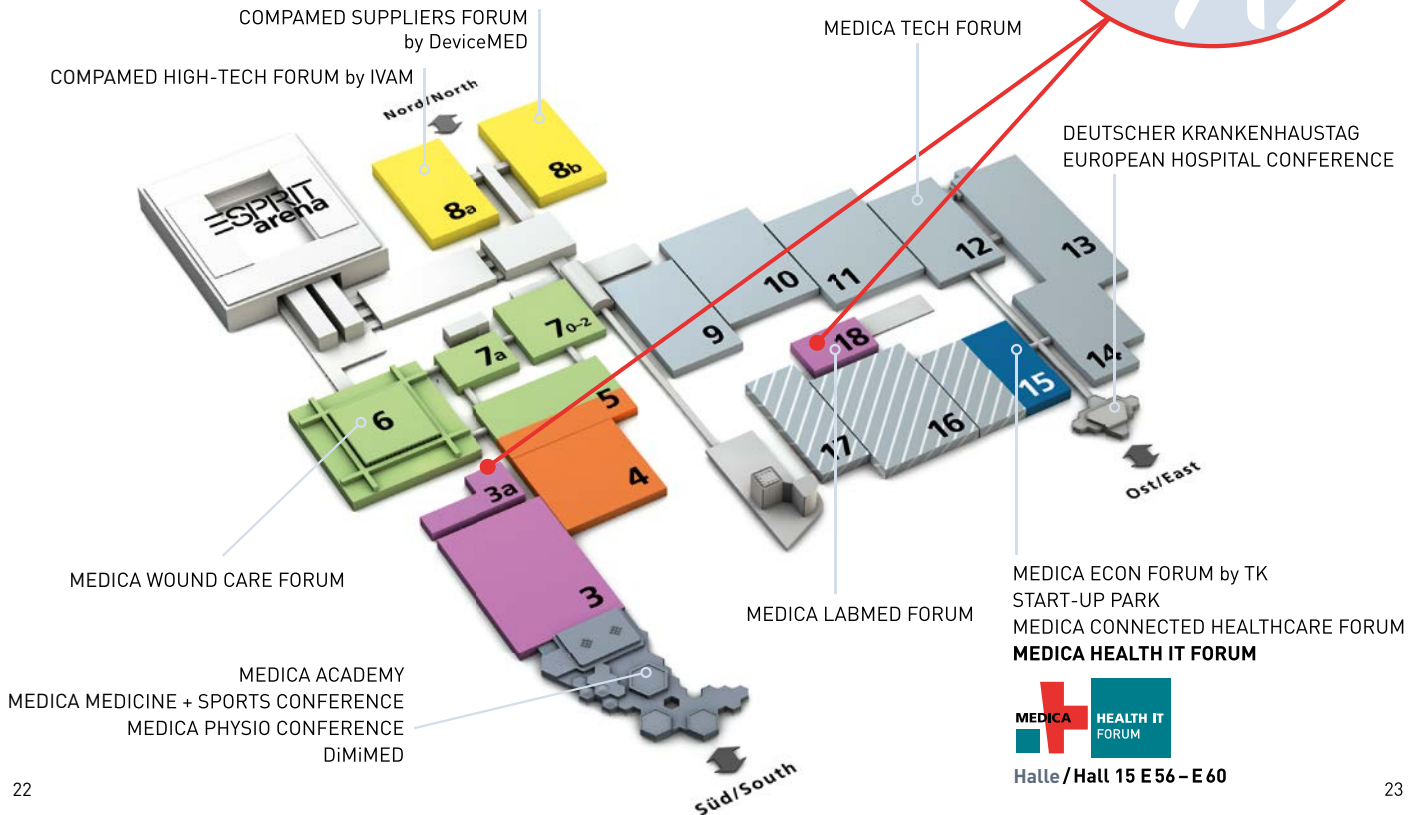 COMPAMED SUPPLIERS FORUM
by DeviceMED
MEDICA TECH FORUM
COMPAMED HIGH-TECH FORUM by IVAM
Nord/North
DEUTSCHER KRANKENHAUSTAG
EUROPEAN HOSPITAL CONFERENCE
8b
8a
ESPRIT
arena
13
12
11
10
9
7 0–2
7a
18
14
15
16
17
6
5
4
3a
3
Ost/East
MEDICA WOUND CARE FORUM
MEDICA LABMED FORUM
MEDICA ECON FORUM by TK
START-UP PARK
MEDICA CONNECTED HEALTHCARE FORUM
MEDICA HEALTH IT FORUM
MEDICA ACADEMY
MEDICA MEDICINE + SPORTS CONFERENCE
MEDICA PHYSIO CONFERENCE
DiMiMED
MEDICA
HEALTH IT
FORUM
Halle / Hall 15 E 56 – E 60
Süd/South
22
23